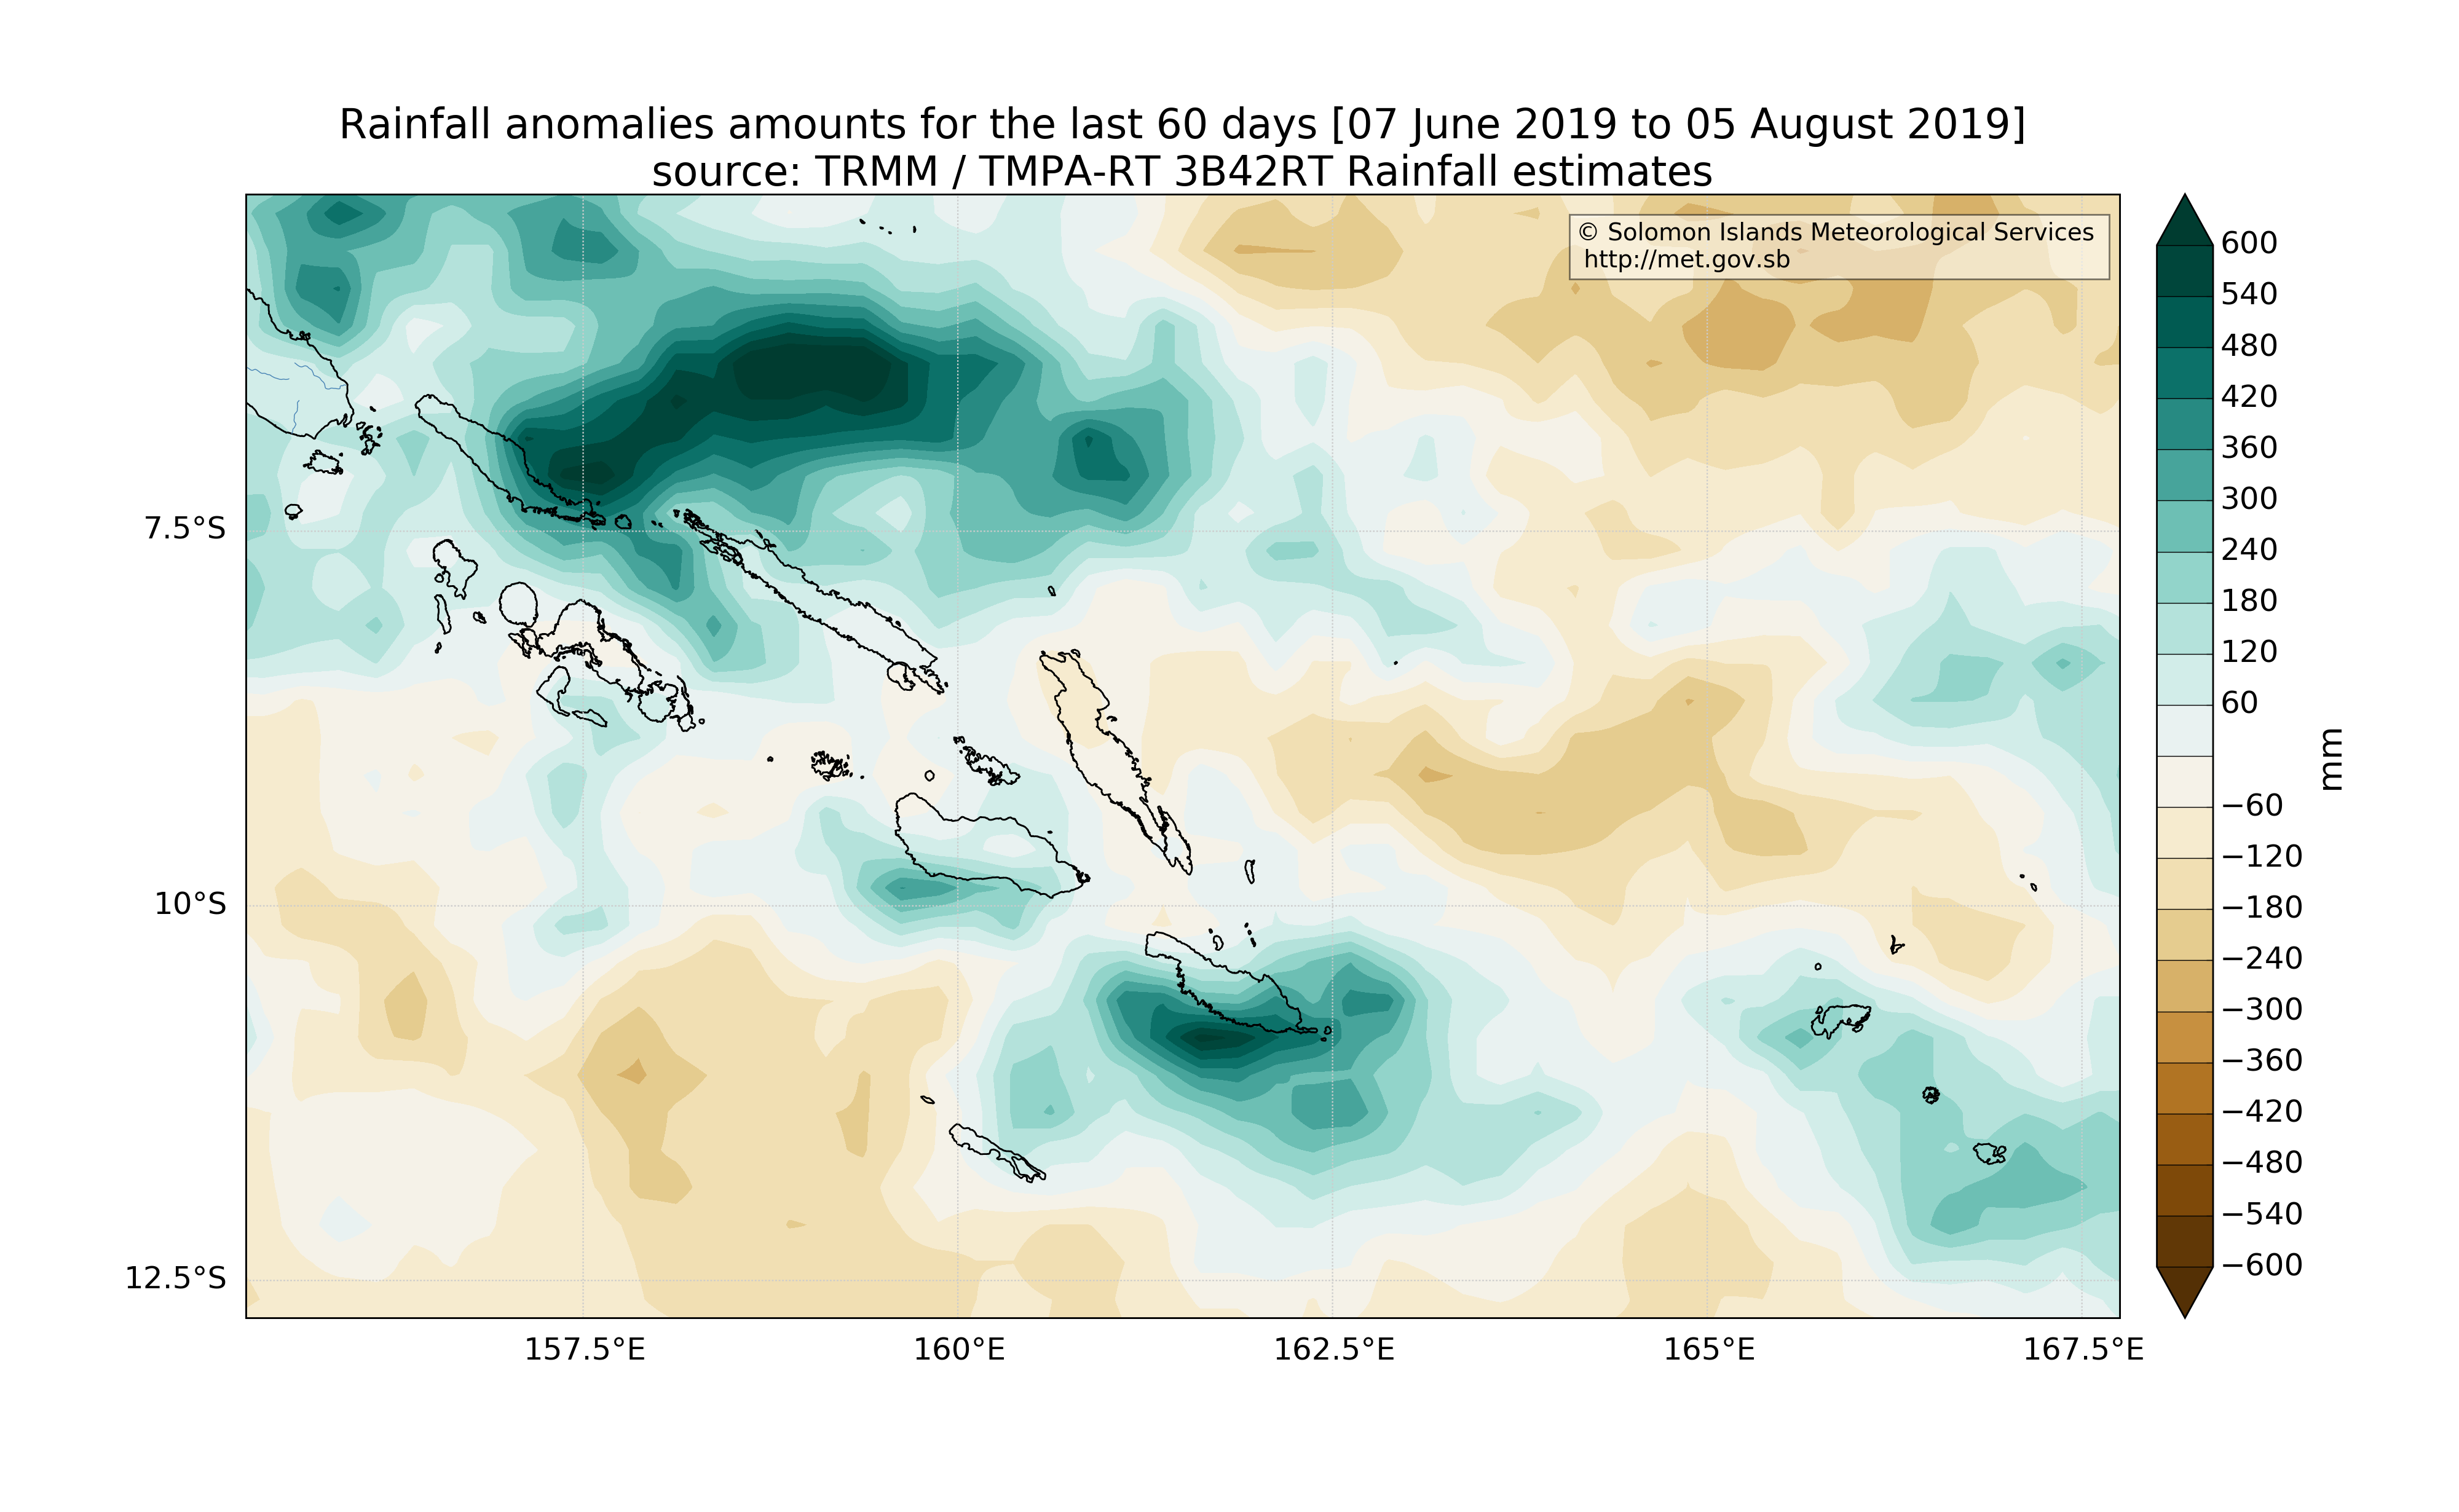 Rainfall anomalies amounts for the last 60 days [07 June 2019 to 05 August 2019]
source: TRMM / TMPA-RT 3B42RT Rainfall estimates
© Solomon Islands Meteorological Services
http://met.gov.sb
7.5°S
10°S
12.5°S
157.5°E
160°E
162.5°E
165°E
167.5°E
600
540
480
420
360
300
240
180
120
60
−60
−120
−180
−240
−300
−360
−420
−480
−540
−600
mm